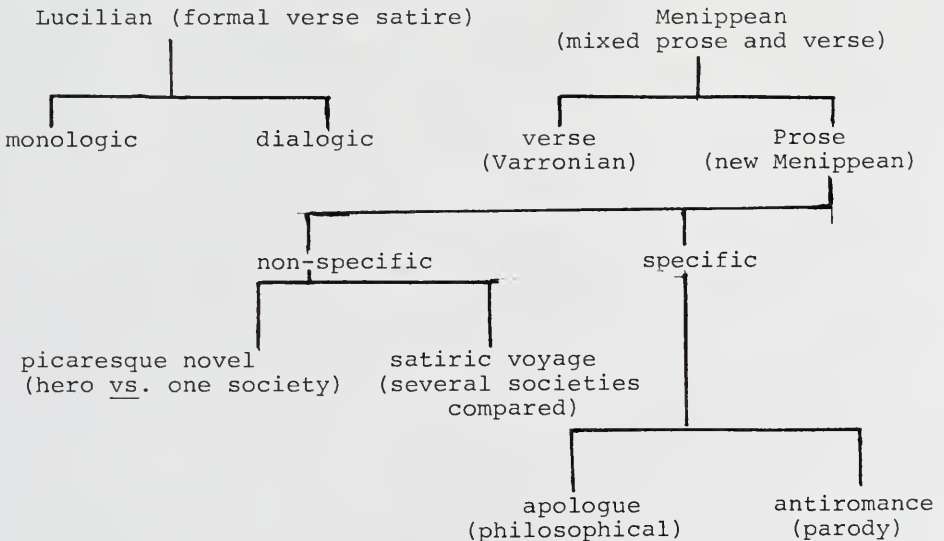 Lucilian (formal verse satire)
Menippean
(mixed prose and verse)
monologic
dialogic
verse
(Varronian)
Prose
(new Menippean)
non-specific
specific
picaresque novel
(hero vs. one society)
satiric voyage
(several societies
compared)
apologue
(philosophical)
antiromance
(parody)